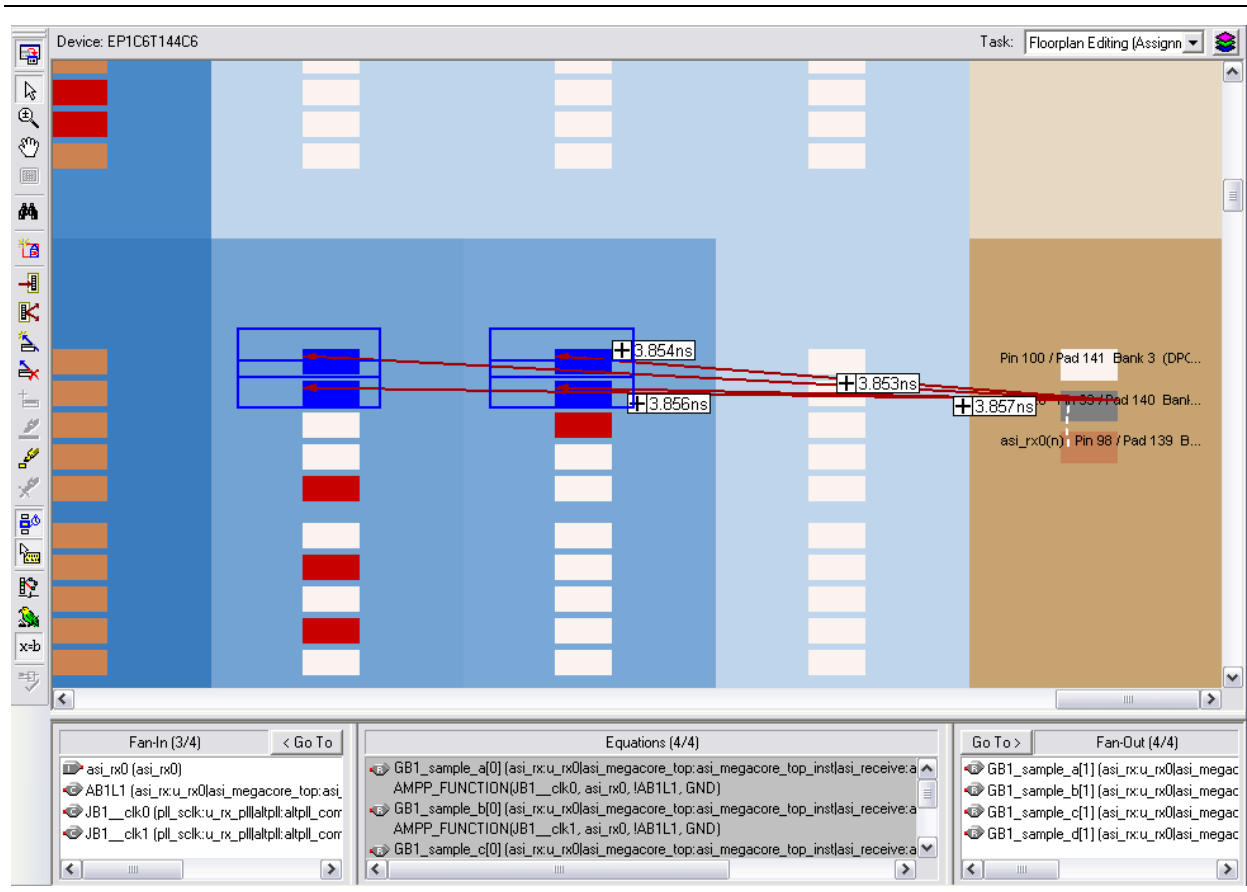 Device: EP1C6T144C6
Task: Floorplan Editing (Assignn
3.854ns
3.853ns
3.856ns
3.857ns
Pin 100 / Pad 141 Bank 3 (DPC...
Pad 140 Bank...
asi_rx0(n) Pin 98 / Pad 139 B...
x=b
Fan-In (3/4)
< Go To
Equations (4/4)
Go To >
Fan-Out (4/4)
asi_rx0 (asi_rx0)
AB1L1 (asi_rx:u_rx0|asi_megacore_top:asi_
JB1__clk0 (pll_sclk:u_rx_pll|altpll:altpll_com
JB1__clk1 (pll_sclk:u_rx_pll|altpll:altpll_com
GB1_sample_a[0] (asi_rx:u_rx0|asi_megacore_top:asi_megacore_top_inst|asi_receive:a
AMPP_FUNCTION(JB1__clk0, asi_rx0, !AB1L1, GND)
GB1_sample_b[0] (asi_rx:u_rx0|asi_megacore_top:asi_megacore_top_inst|asi_receive:a
AMPP_FUNCTION(JB1__clk1, asi_rx0, !AB1L1, GND)
GB1_sample_c[0] (asi_rx:u_rx0|asi_megacore_top:asi_megacore_top_inst|asi_receive:a
GB1_sample_a[1] (asi_rx:u_rx0|asi_megac
GB1_sample_b[1] (asi_rx:u_rx0|asi_megac
GB1_sample_c[1] (asi_rx:u_rx0|asi_megac
GB1_sample_d[1] (asi_rx:u_rx0|asi_megac